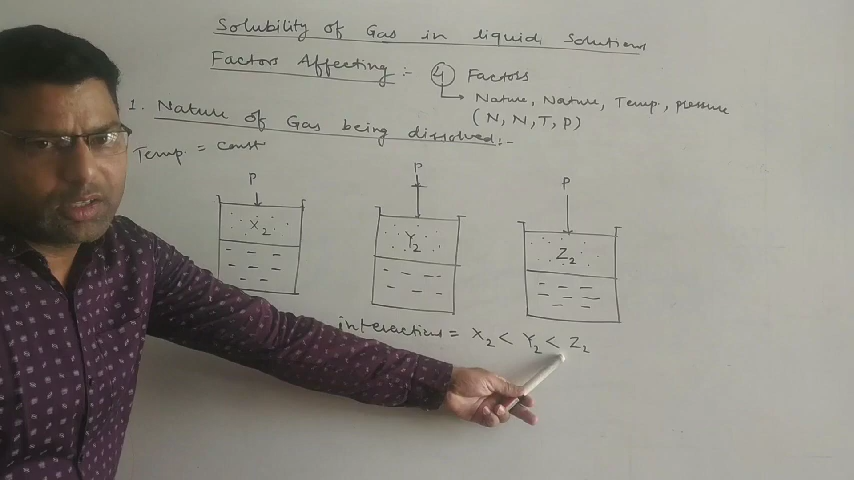 Solubility of Gas in liquid Solutions
Factors Affecting :- 4 Factors
Nature, Nature, Temp., pressure
(N, N, T, P)
1. Nature of Gas being dissolved:-
Temp. = const
P P P
X2 Y2 Z2
interactions = X2 < Y2 < Z2